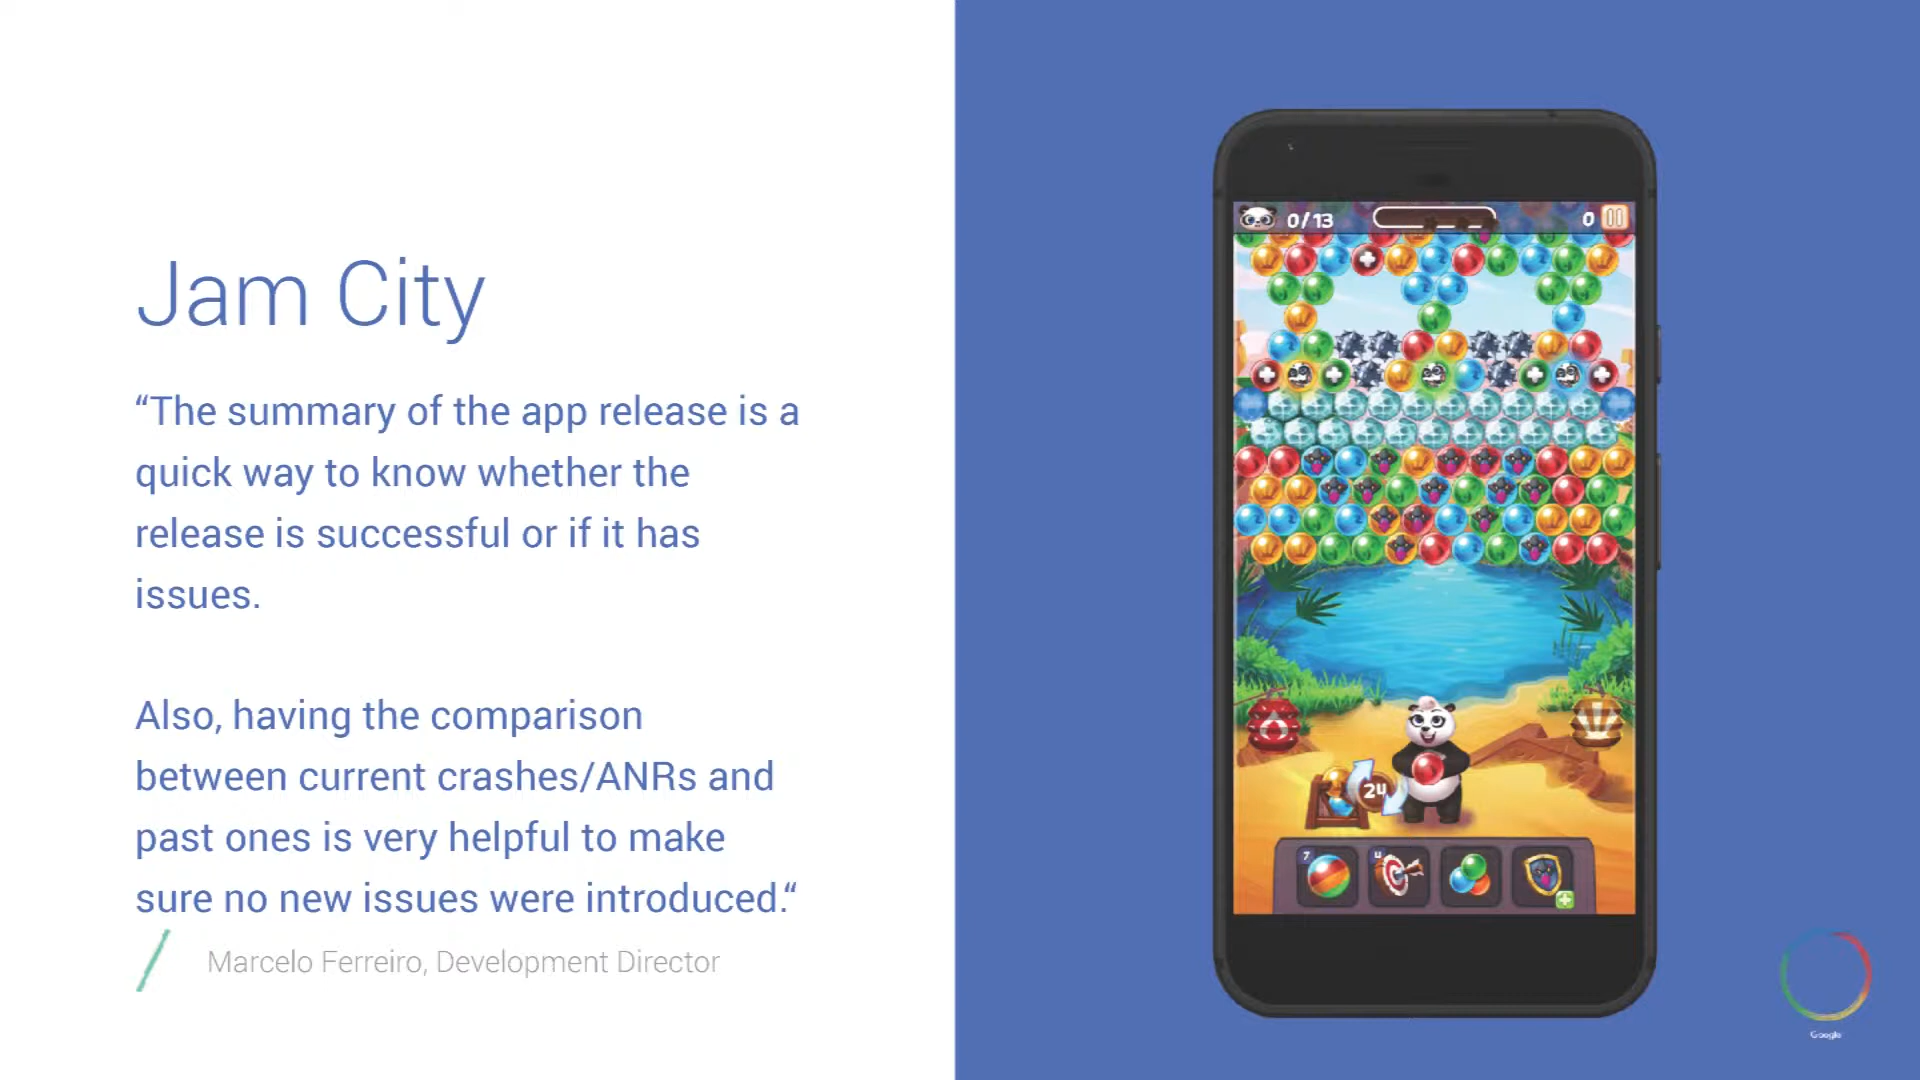 Jam City
“The summary of the app release is a
quick way to know whether the
release is successful or if it has
issues.
Also, having the comparison
between current crashes/ANRs and
past ones is very helpful to make
sure no new issues were introduced.“
Marcelo Ferreiro, Development Director
0/13
0
7
Google